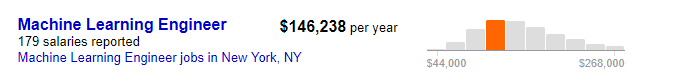 Machine Learning Engineer
$146,238 per year
179 salaries reported
Machine Learning Engineer jobs in New York, NY
$44,000 $268,000